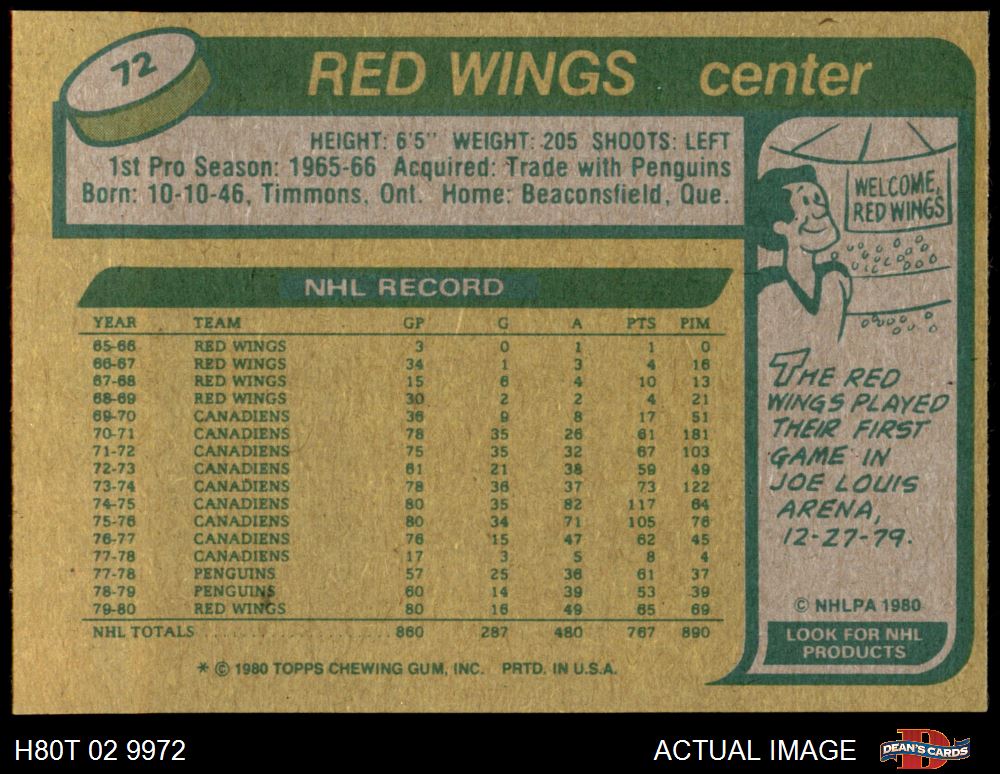 72
RED WINGS center
HEIGHT: 6'5" WEIGHT: 205 SHOOTS: LEFT
1st Pro Season: 1965-66 Acquired: Trade with Penguins
Born: 10-10-46, Timmons, Ont. Home: Beaconsfield, Que.
WELCOME,
RED WINGS
NHL RECORD
YEAR TEAM GP G A PTS PIM
65-66 RED WINGS 3 0 1 1 0
66-67 RED WINGS 34 1 3 4 16
67-68 RED WINGS 15 6 4 10 13
68-69 RED WINGS 30 2 2 4 21
69-70 CANADIENS 36 9 8 17 51
70-71 CANADIENS 78 35 26 61 181
71-72 CANADIENS 75 35 32 67 103
72-73 CANADIENS 61 21 38 59 49
73-74 CANADIENS 78 36 37 73 122
74-75 CANADIENS 80 35 82 117 64
75-76 CANADIENS 80 34 71 105 76
76-77 CANADIENS 76 15 47 62 45
77-78 CANADIENS 17 3 5 8 4
77-78 PENGUINS 57 25 36 61 37
78-79 PENGUINS 60 14 39 53 39
79-80 RED WINGS 80 16 49 65 69
NHL TOTALS 860 287 480 767 890
* © 1980 TOPPS CHEWING GUM, INC. PRTD. IN U.S.A.
THE RED
WINGS PLAYED
THEIR FIRST
GAME IN
JOE LOUIS
ARENA,
12-27-79.
© NHLPA 1980
LOOK FOR NHL
PRODUCTS
H80T 02 9972
ACTUAL IMAGE
D
DEAN'S CARDS